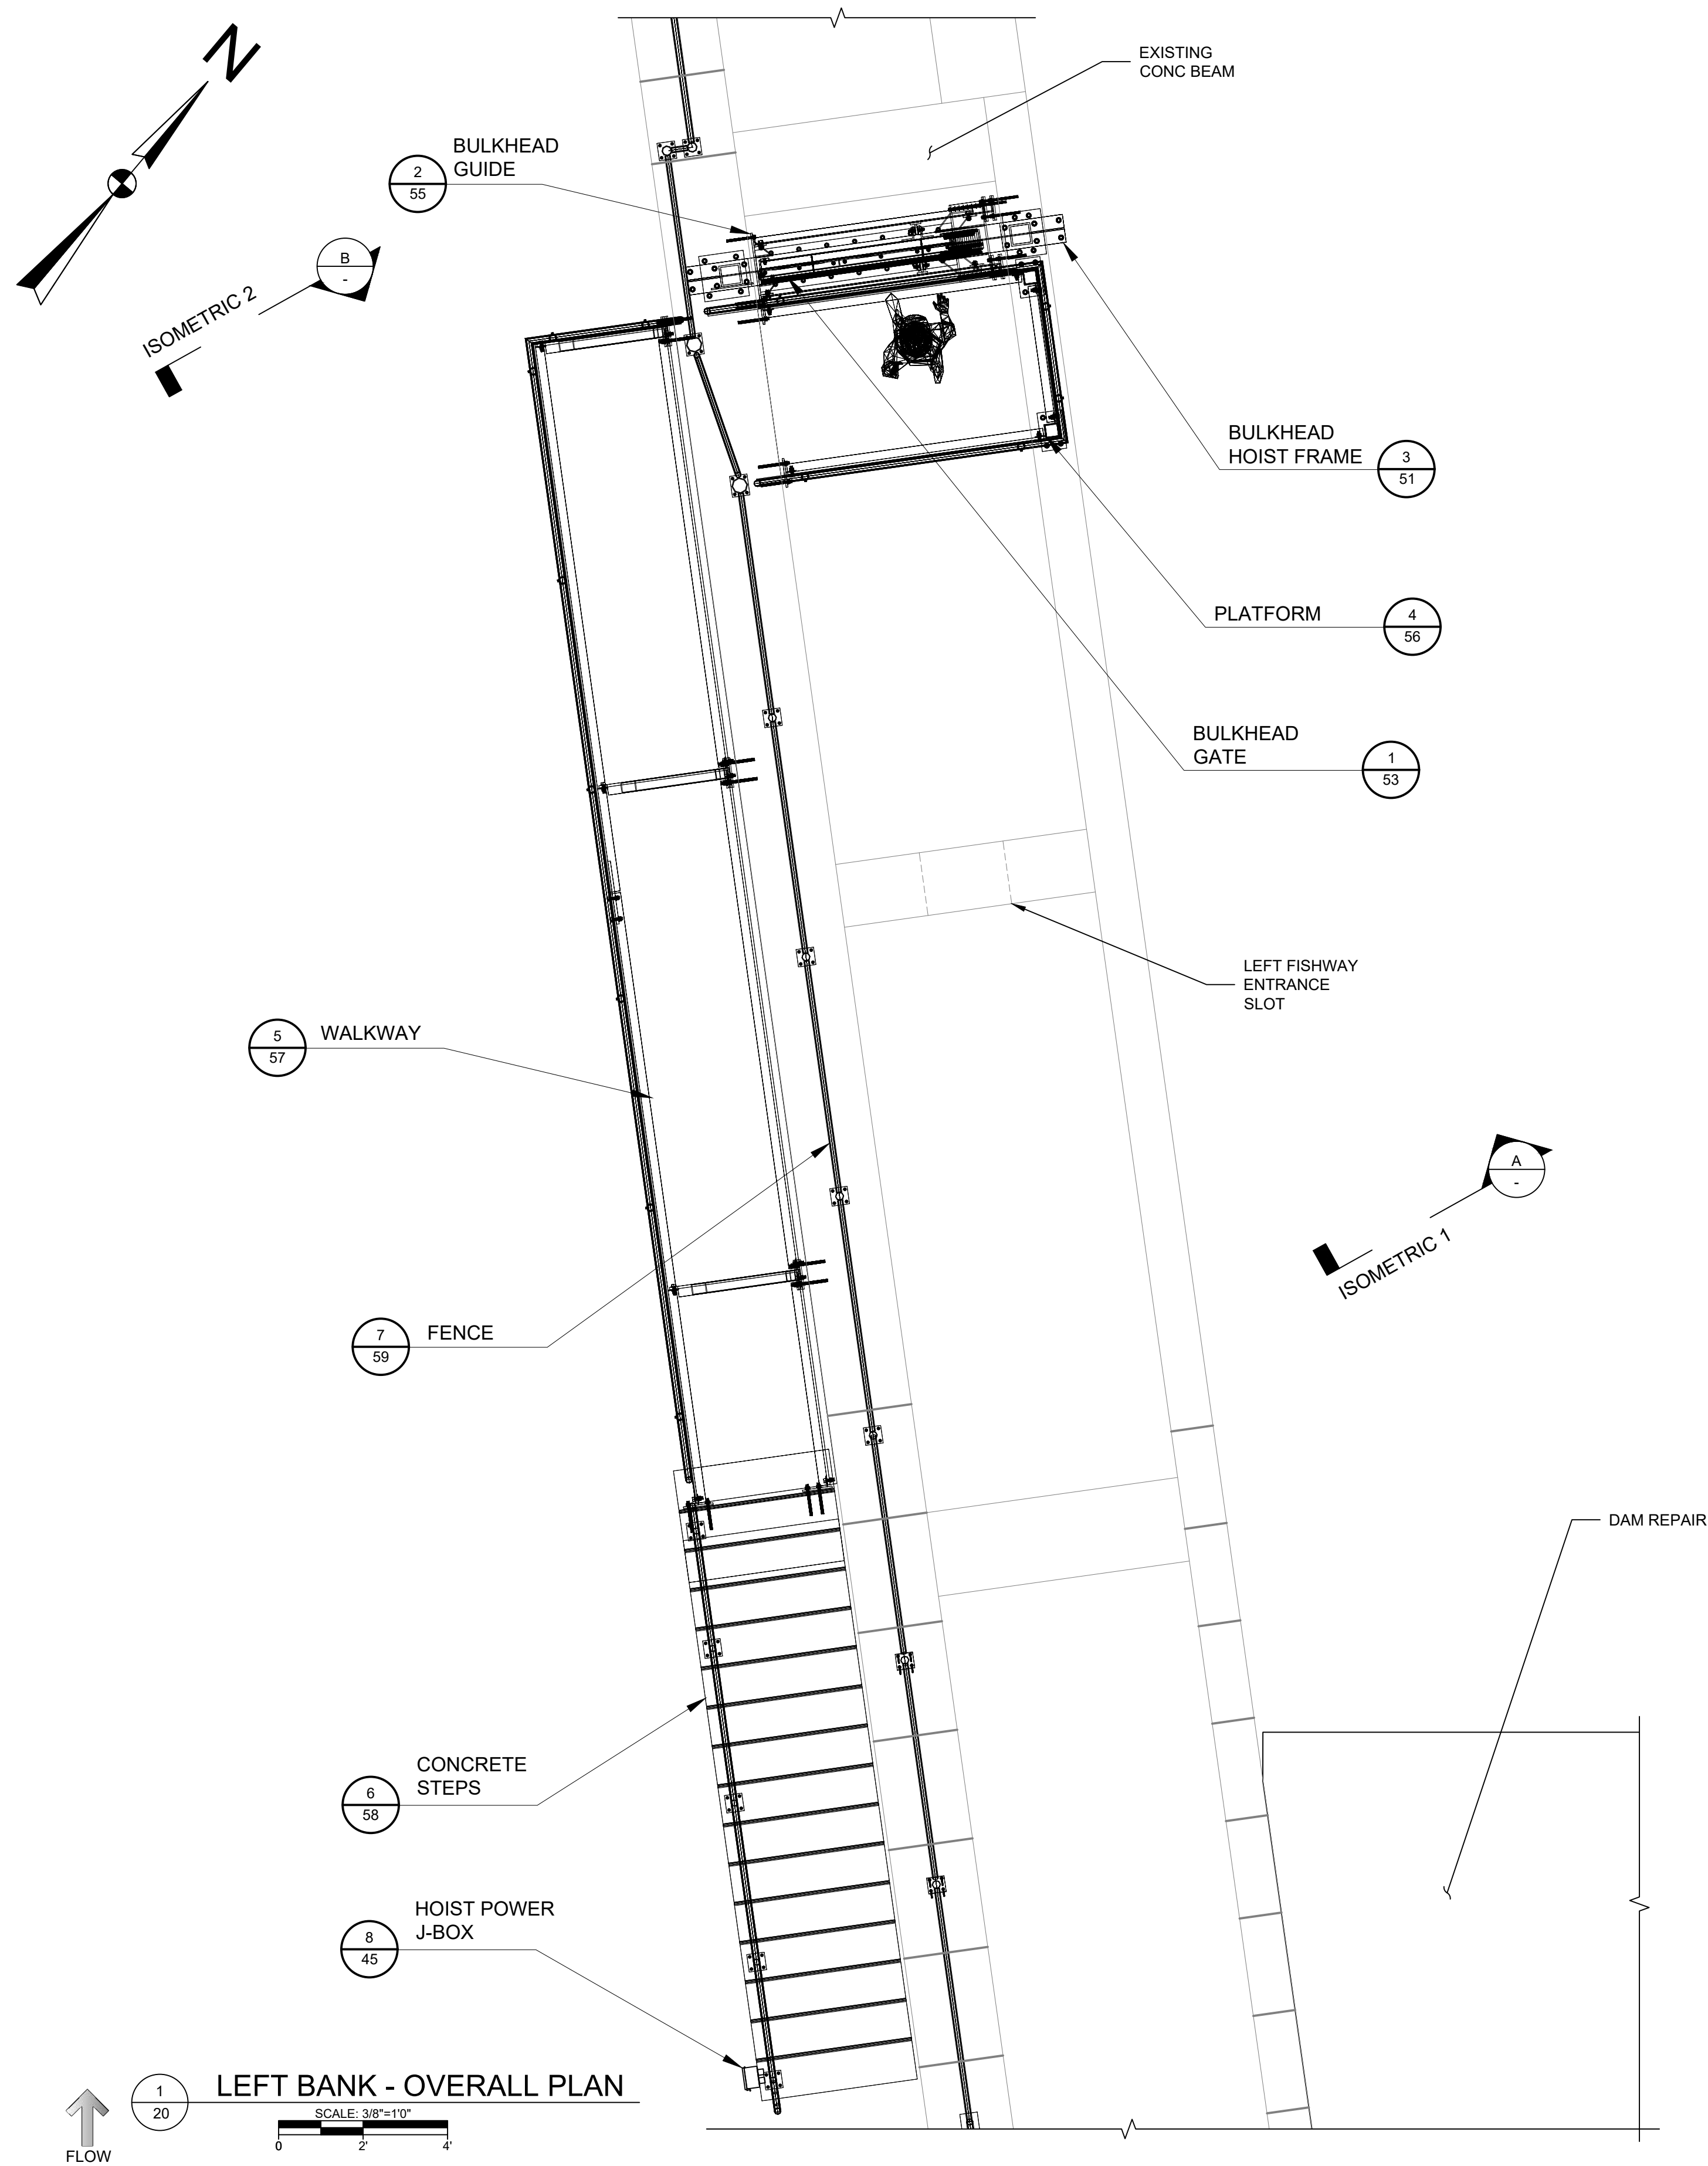 N
EXISTING
CONC BEAM
BULKHEAD
GUIDE
2
55
B
-
ISOMETRIC 2
BULKHEAD
HOIST FRAME
3
51
PLATFORM
4
56
BULKHEAD
GATE
1
53
LEFT FISHWAY
ENTRANCE
SLOT
5
57
WALKWAY
A
-
ISOMETRIC 1
7
59
FENCE
DAM REPAIR
CONCRETE
STEPS
6
58
HOIST POWER
J-BOX
8
45
1
20
LEFT BANK - OVERALL PLAN
SCALE: 3/8"=1'0"
0 2' 4'
FLOW